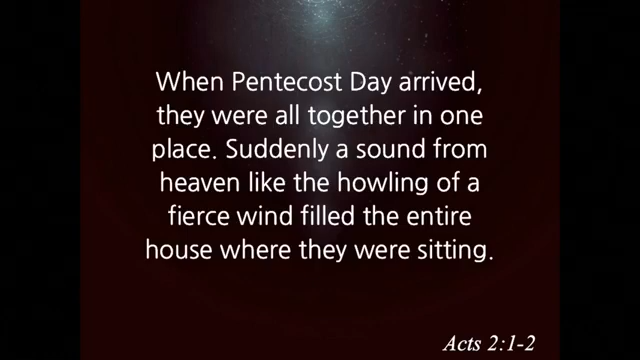 When Pentecost Day arrived,
they were all together in one
place. Suddenly a sound from
heaven like the howling of a
fierce wind filled the entire
house where they were sitting.
Acts 2:1-2